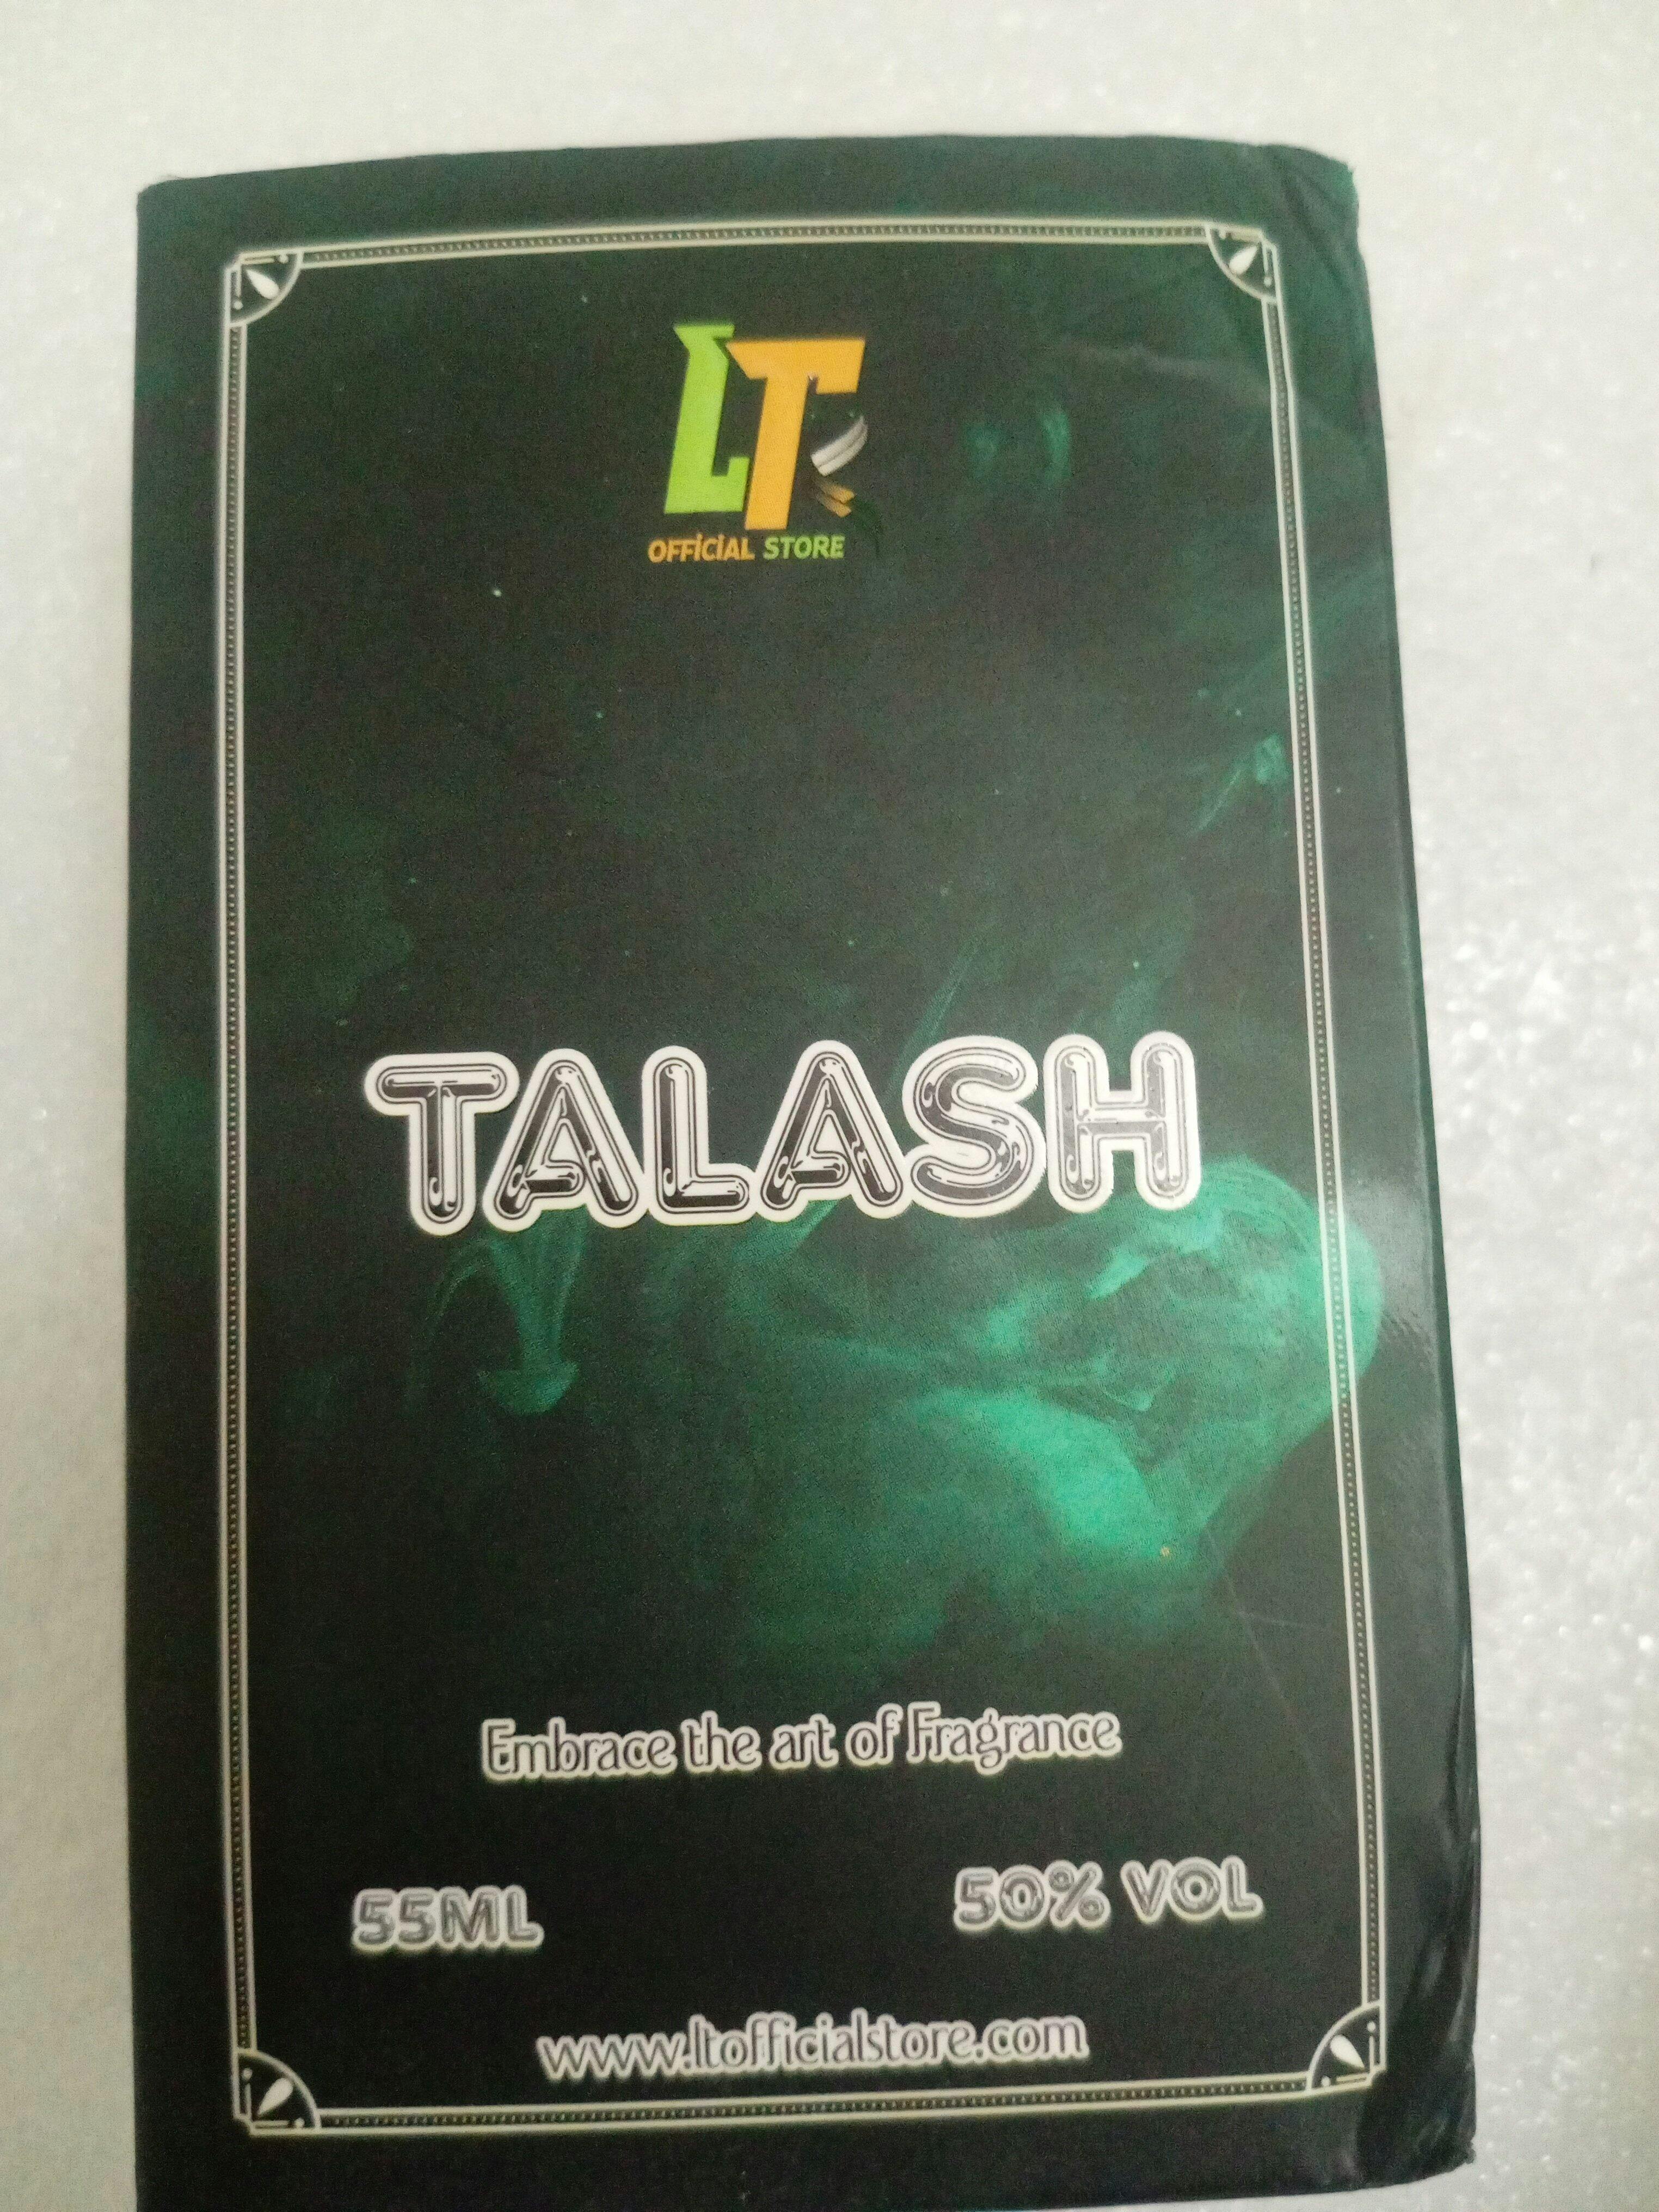 LT
OFFICIAL STORE
TALASH
Embrace the art of Fragrance
55ML
50% VOL
www.ltofficialstore.com